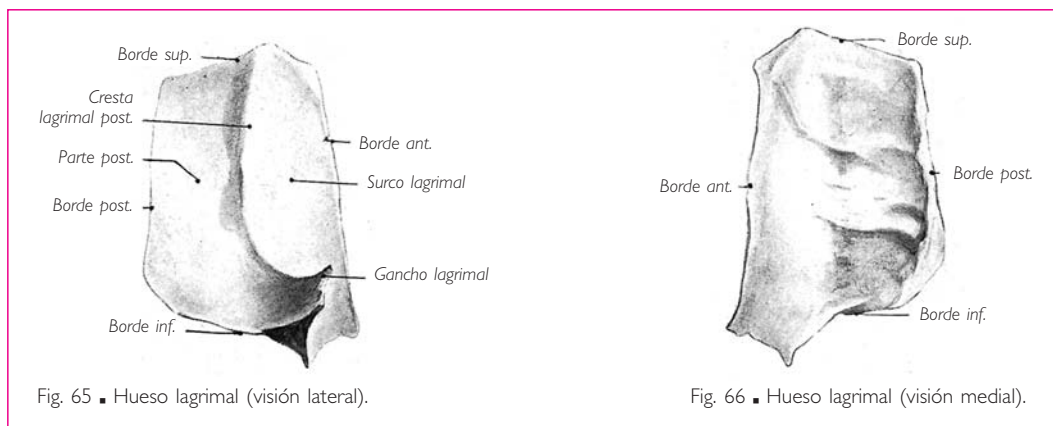 Borde sup.
Cresta
lagrimal post.
Parte post.
Borde post.
Borde inf.
Borde ant.
Surco lagrimal
Gancho lagrimal
Fig. 65 ■ Hueso lagrimal (visión lateral).
Borde sup.
Borde ant.
Borde post.
Borde inf.
Fig. 66 ■ Hueso lagrimal (visión medial).